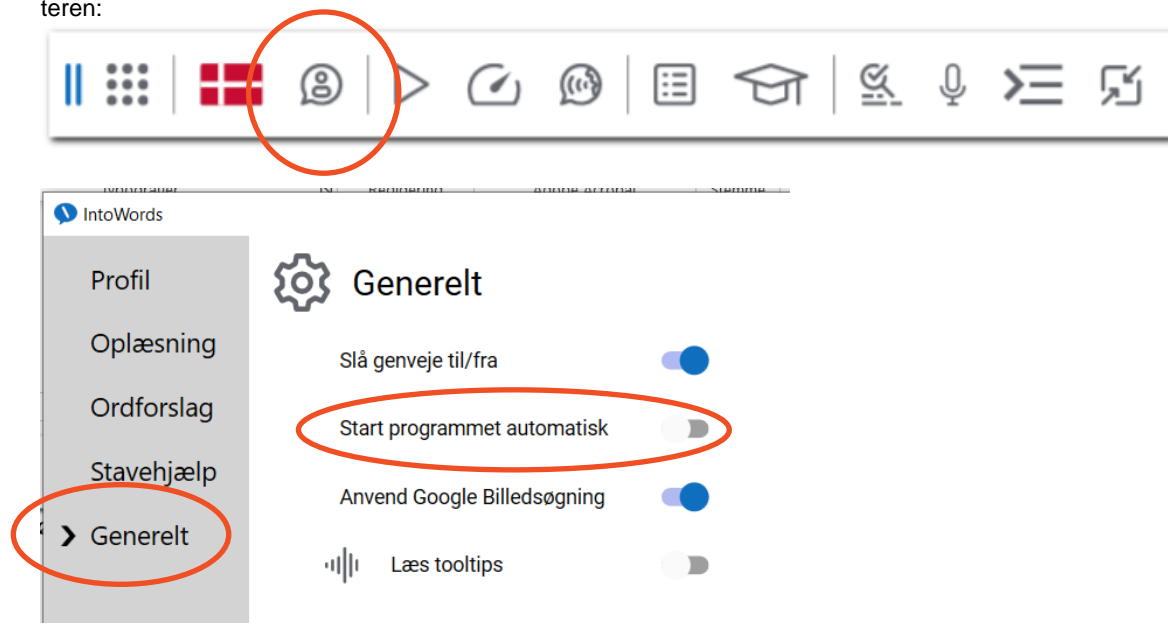 teren:
IntoWords
Profil
Generelt
Oplæsning
Slå genveje til/fra
Ordforslag
Start programmet automatisk
Stavehjælp
Anvend Google Billedsøgning
Generelt
Læs tooltips